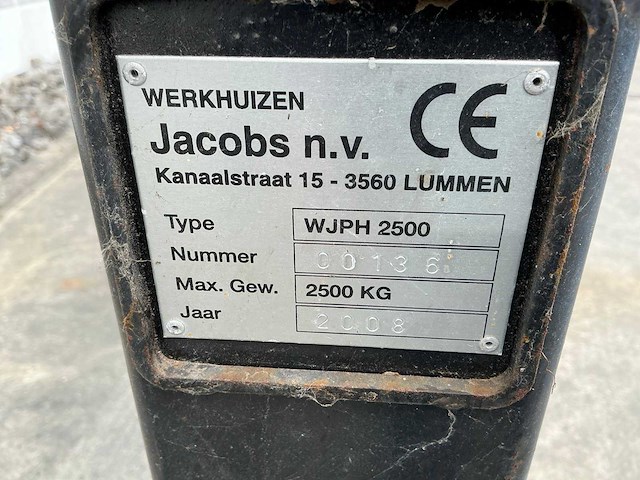 WERKHUIZEN CE
Jacobs n.v.
Kanaalstraat 15 - 3560 LUMMEN
Type WJPH 2500
Nummer 00136
Max. Gew. 2500 KG
Jaar 2008